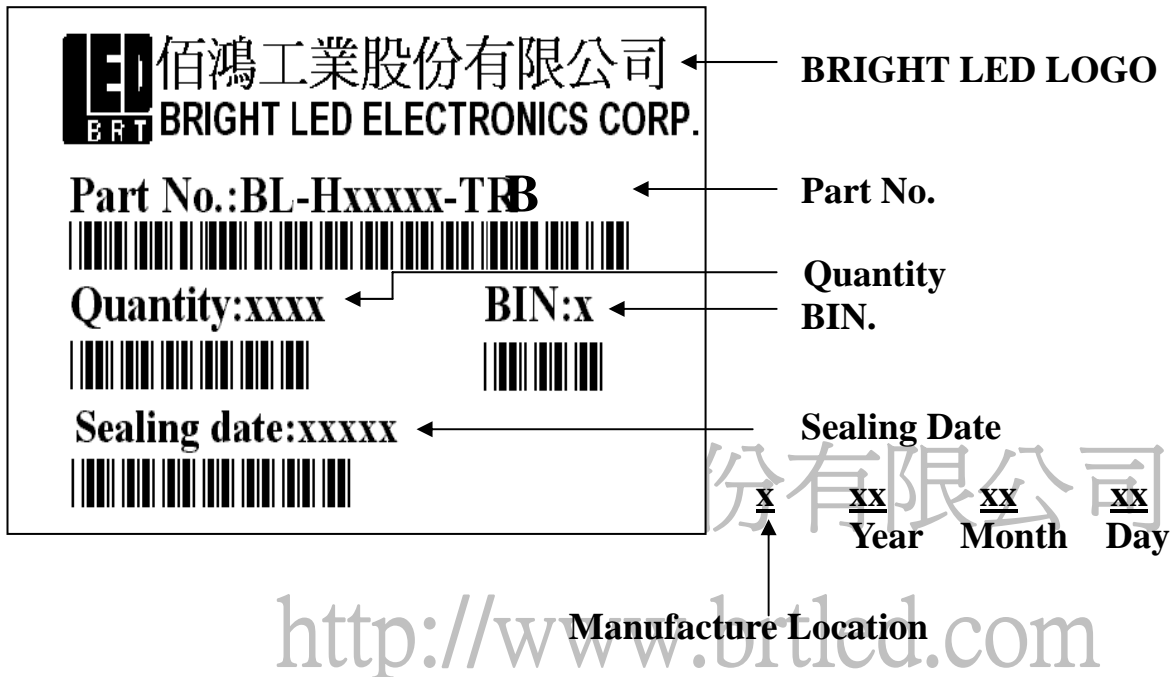 LED 佰鴻工業股份有限公司 BRIGHT LED LOGO
BRT BRIGHT LED ELECTRONICS CORP.
Part No.:BL-Hxxxxx-TRB Part No.
Quantity
Quantity:xxxx BIN:x BIN.
Sealing date:xxxxx Sealing Date
份有限公司
x xx xx xx
Year Month Day
Manufacture Location
http://www.brtled.com